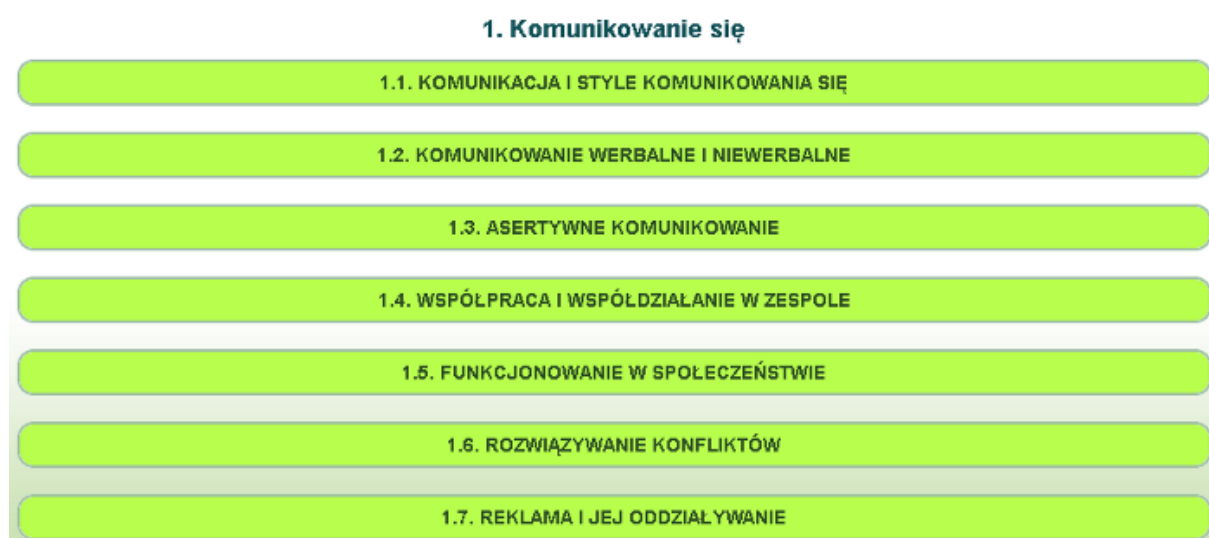 1. Komunikowanie się
1.1. KOMUNIKACJA I STYLE KOMUNIKOWANIA SIĘ
1.2. KOMUNIKOWANIE WERBALNE I NIEWERBALNE
1.3. ASERTYWNE KOMUNIKOWANIE
1.4. WSPÓŁPRACA I WSPÓŁDZIAŁANIE W ZESPOLE
1.5. FUNKCJONOWANIE W SPOŁECZEŃSTWIE
1.6. ROZWIĄZYWANIE KONFLIKTÓW
1.7. REKLAMA I JEJ ODDZIAŁYWANIE